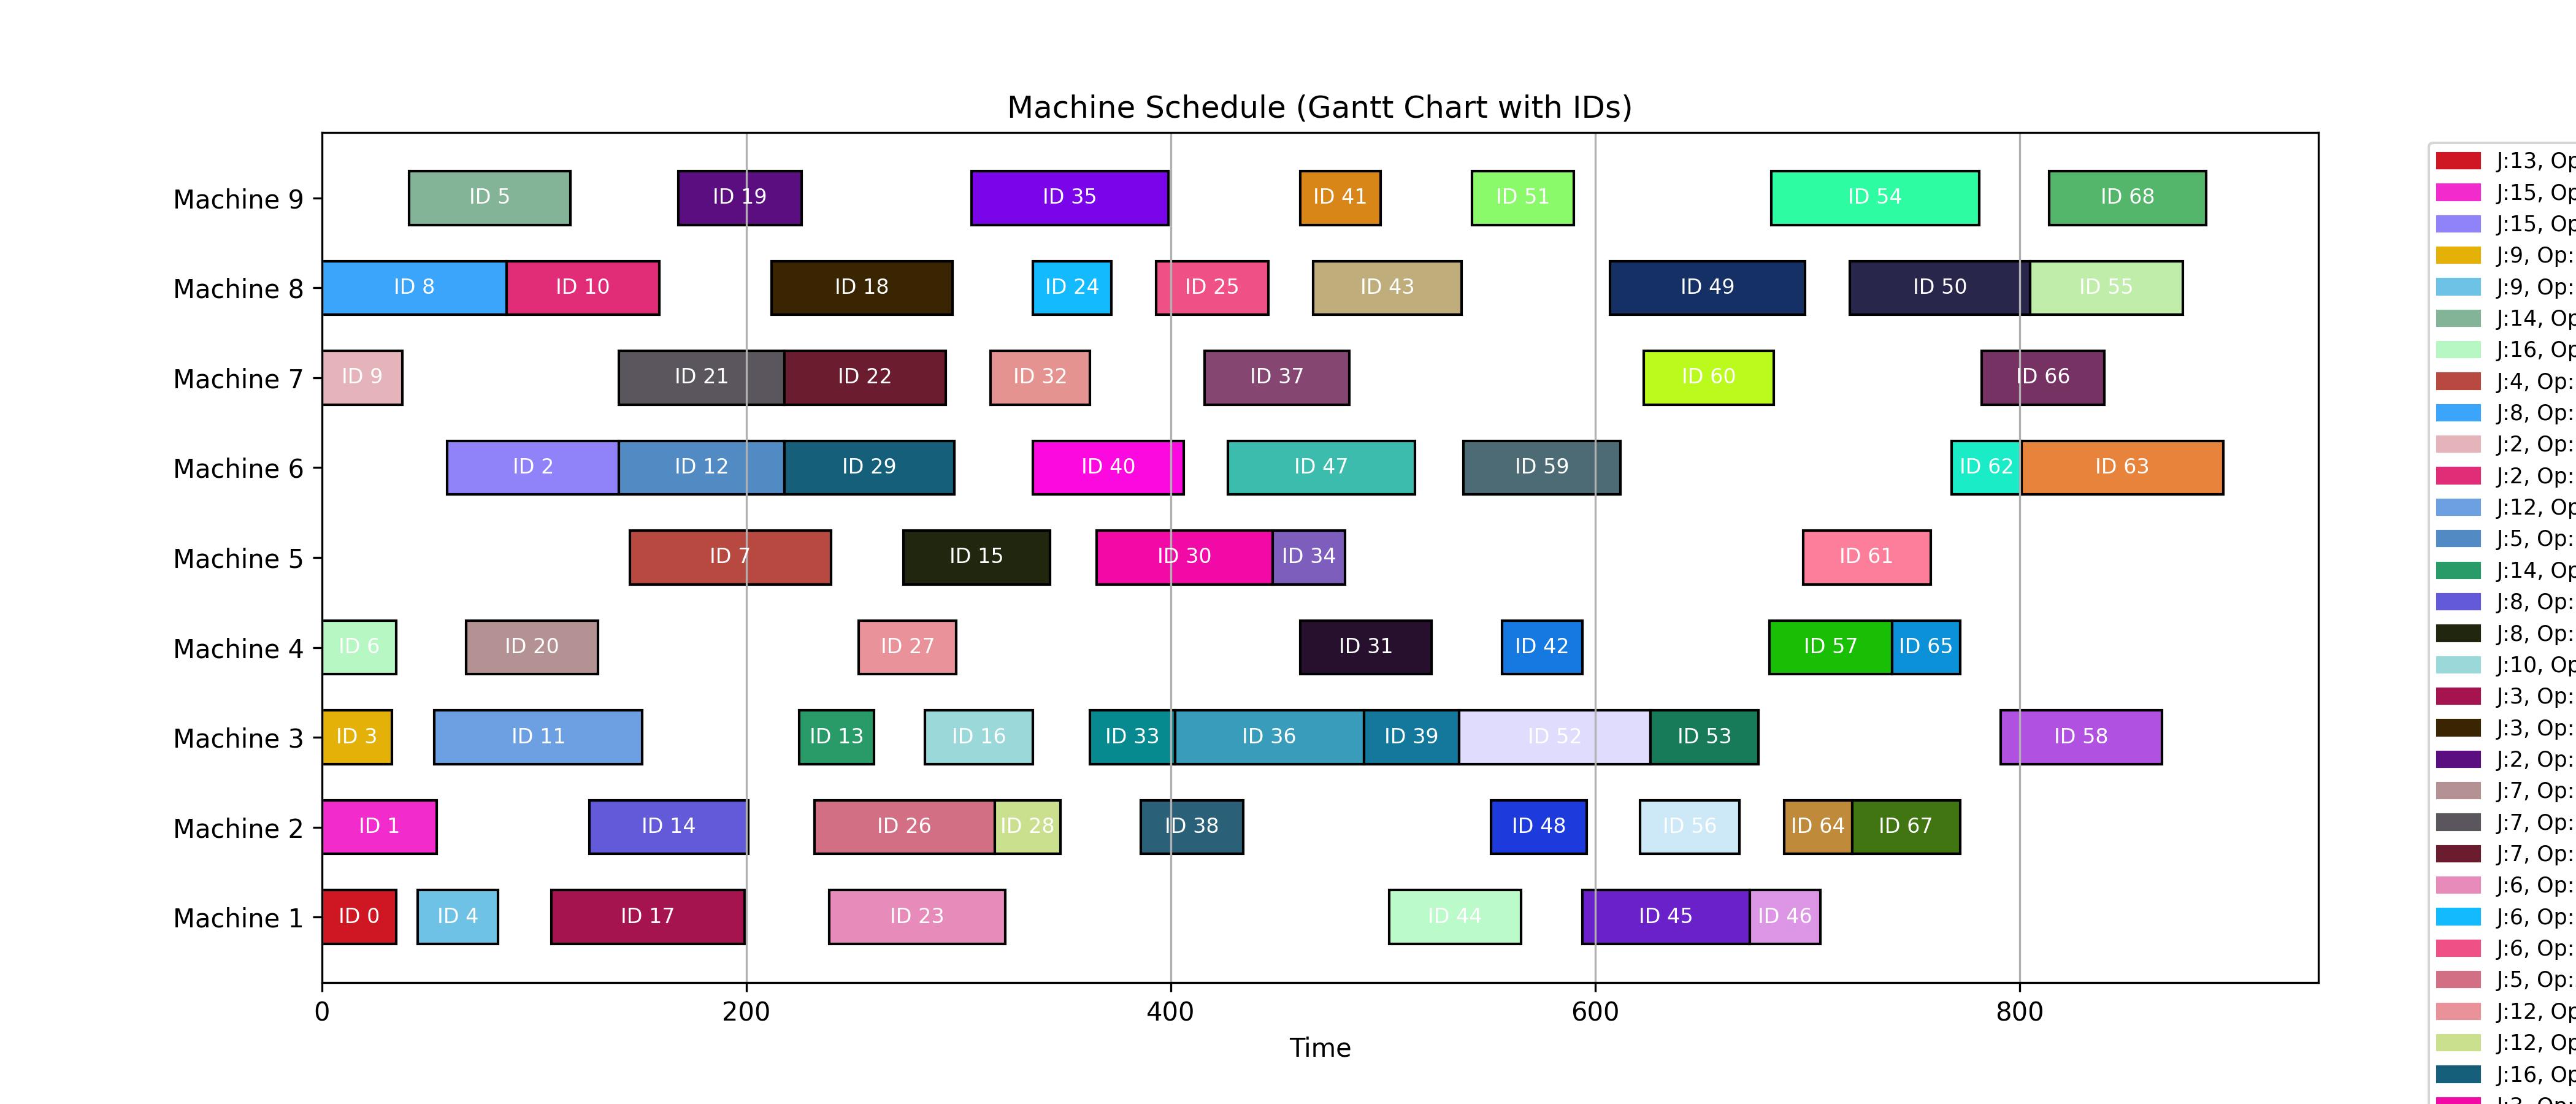 Machine Schedule (Gantt Chart with IDs)
Machine 9
ID 5 ID 19 ID 35 ID 41 ID 51 ID 54 ID 68
Machine 8
ID 8 ID 10 ID 18 ID 24 ID 25 ID 43 ID 49 ID 50 ID 55
Machine 7
ID 9 ID 21 ID 22 ID 32 ID 37 ID 60 ID 66
Machine 6
ID 2 ID 12 ID 29 ID 40 ID 47 ID 59 ID 62 ID 63
Machine 5
ID 7 ID 15 ID 30 ID 34 ID 61
Machine 4
ID 6 ID 20 ID 27 ID 31 ID 42 ID 57 ID 65
Machine 3
ID 3 ID 11 ID 13 ID 16 ID 33 ID 36 ID 39 ID 52 ID 53 ID 58
Machine 2
ID 1 ID 14 ID 26 ID 28 ID 38 ID 48 ID 56 ID 64 ID 67
Machine 1
ID 0 ID 4 ID 17 ID 23 ID 44 ID 45 ID 46
0 200 400 600 800
Time
J:13, Op
J:15, Op
J:15, Op
J:9, Op:
J:9, Op:
J:14, Op
J:16, Op
J:4, Op:
J:8, Op:
J:2, Op:
J:2, Op:
J:12, Op
J:5, Op:
J:14, Op
J:8, Op:
J:8, Op:
J:10, Op
J:3, Op:
J:3, Op:
J:2, Op:
J:7, Op:
J:7, Op:
J:7, Op:
J:6, Op:
J:6, Op:
J:6, Op:
J:5, Op:
J:12, Op
J:12, Op
J:16, Op